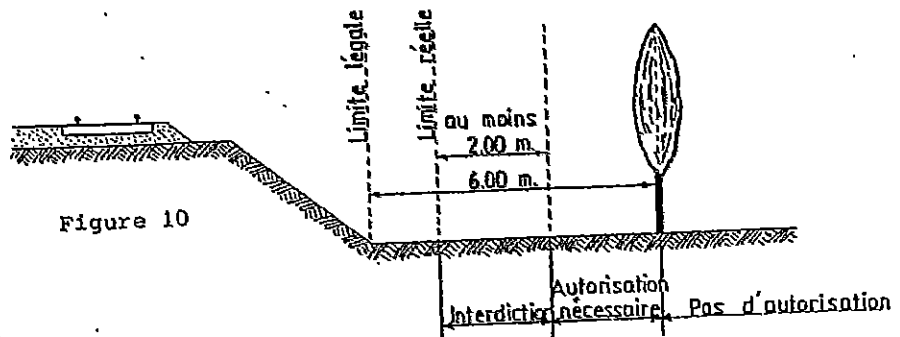 Limite légale
Limite réelle
au moins
2.00 m.
6.00 m.
Figure 10
Interdiction
Autorisation
nécessaire
Pas d'autorisation